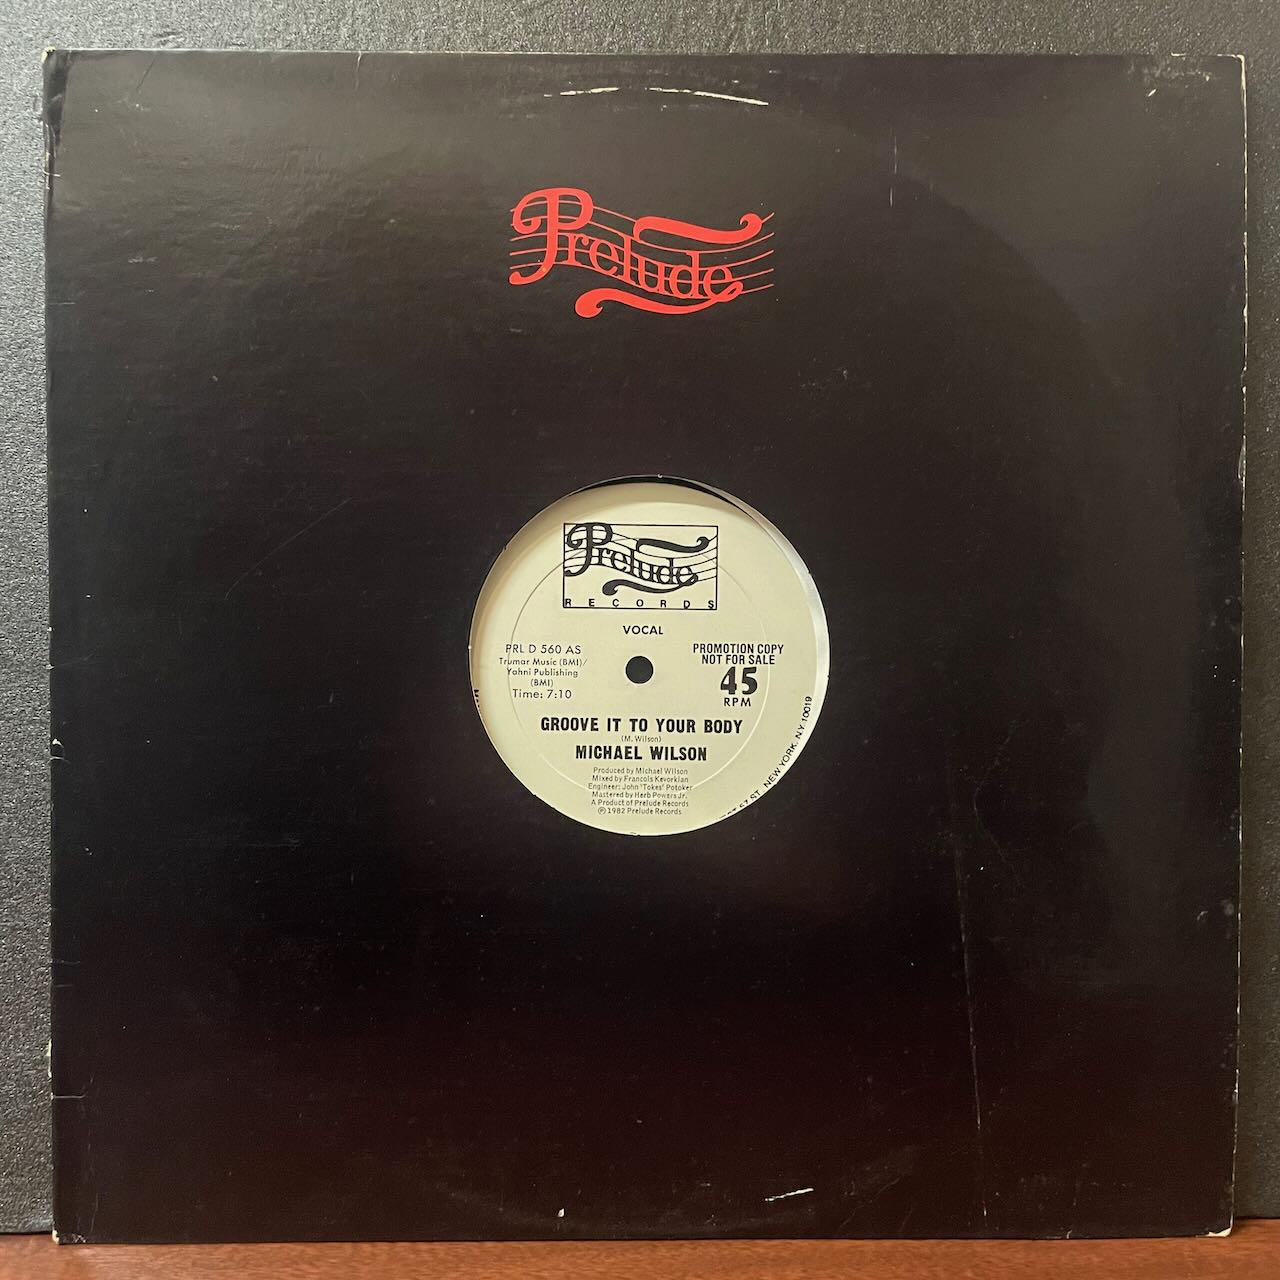 Prelude
Prelude
RECORDS
VOCAL
PRL D 560 AS
Trumar Music (BMI)/
Yahni Publishing
(BMI)
Time: 7:10
PROMOTION COPY
NOT FOR SALE
45
RPM
GROOVE IT TO YOUR BODY
(M. Wilson)
MICHAEL WILSON
Produced by Michael Wilson
Mixed by Francois Kevorkian
Engineer: John 'Tokes' Potoker
Mastered by Herb Powers Jr.
A Product of Prelude Records
℗ 1982 Prelude Records
57 ST. NEW YORK, N.Y. 10019